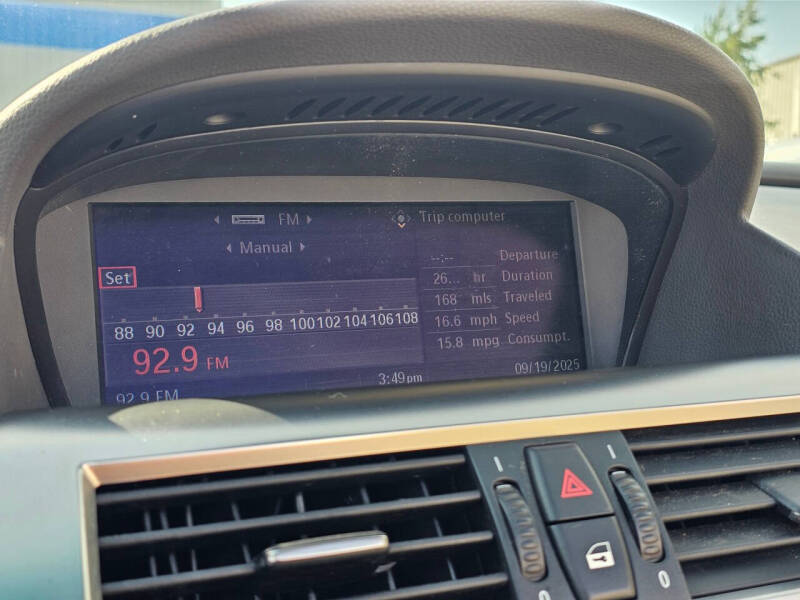 FM
Trip computer
Manual
Set
88 90 92 94 96 98 100 102 104 106 108
92.9 FM
92.9 FM
--:-- Departure
26... hr Duration
168 mls Traveled
16.6 mph Speed
15.8 mpg Consumpt.
3:49 pm
09/19/2025
I
I
0